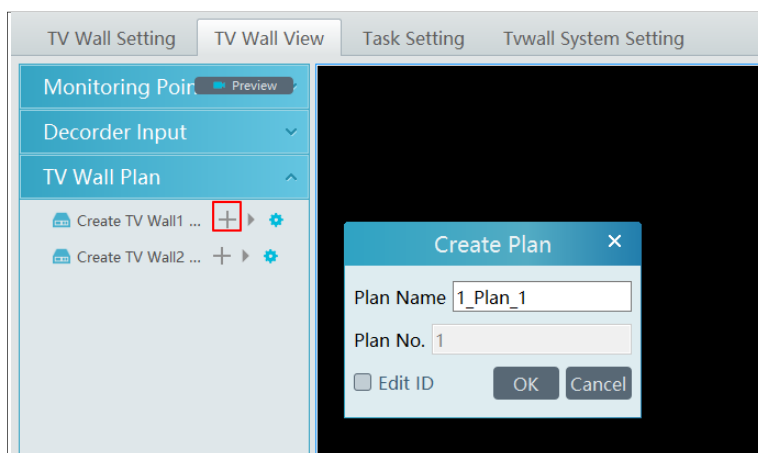 TV Wall Setting TV Wall View Task Setting Tvwall System Setting
Monitoring Poin Preview
Decorder Input
TV Wall Plan
Create TV Wall1 ...
Create TV Wall2 ...
Create Plan
Plan Name 1_Plan_1
Plan No. 1
Edit ID OK Cancel